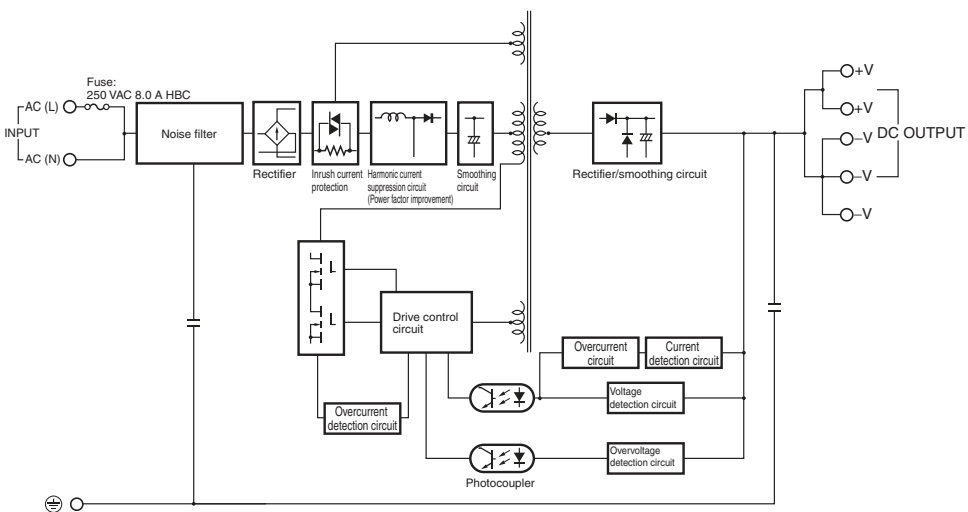 Fuse:
250 VAC 8.0 A HBC
AC (L)
INPUT
AC (N)
Noise filter
Rectifier
Inrush current
protection
Harmonic current
suppression circuit
(Power factor improvement)
Smoothing
circuit
Rectifier/smoothing circuit
+V
+V
–V
DC OUTPUT
–V
–V
Drive control
circuit
Overcurrent
detection circuit
Overcurrent
circuit
Current
detection circuit
Voltage
detection circuit
Overvoltage
detection circuit
Photocoupler